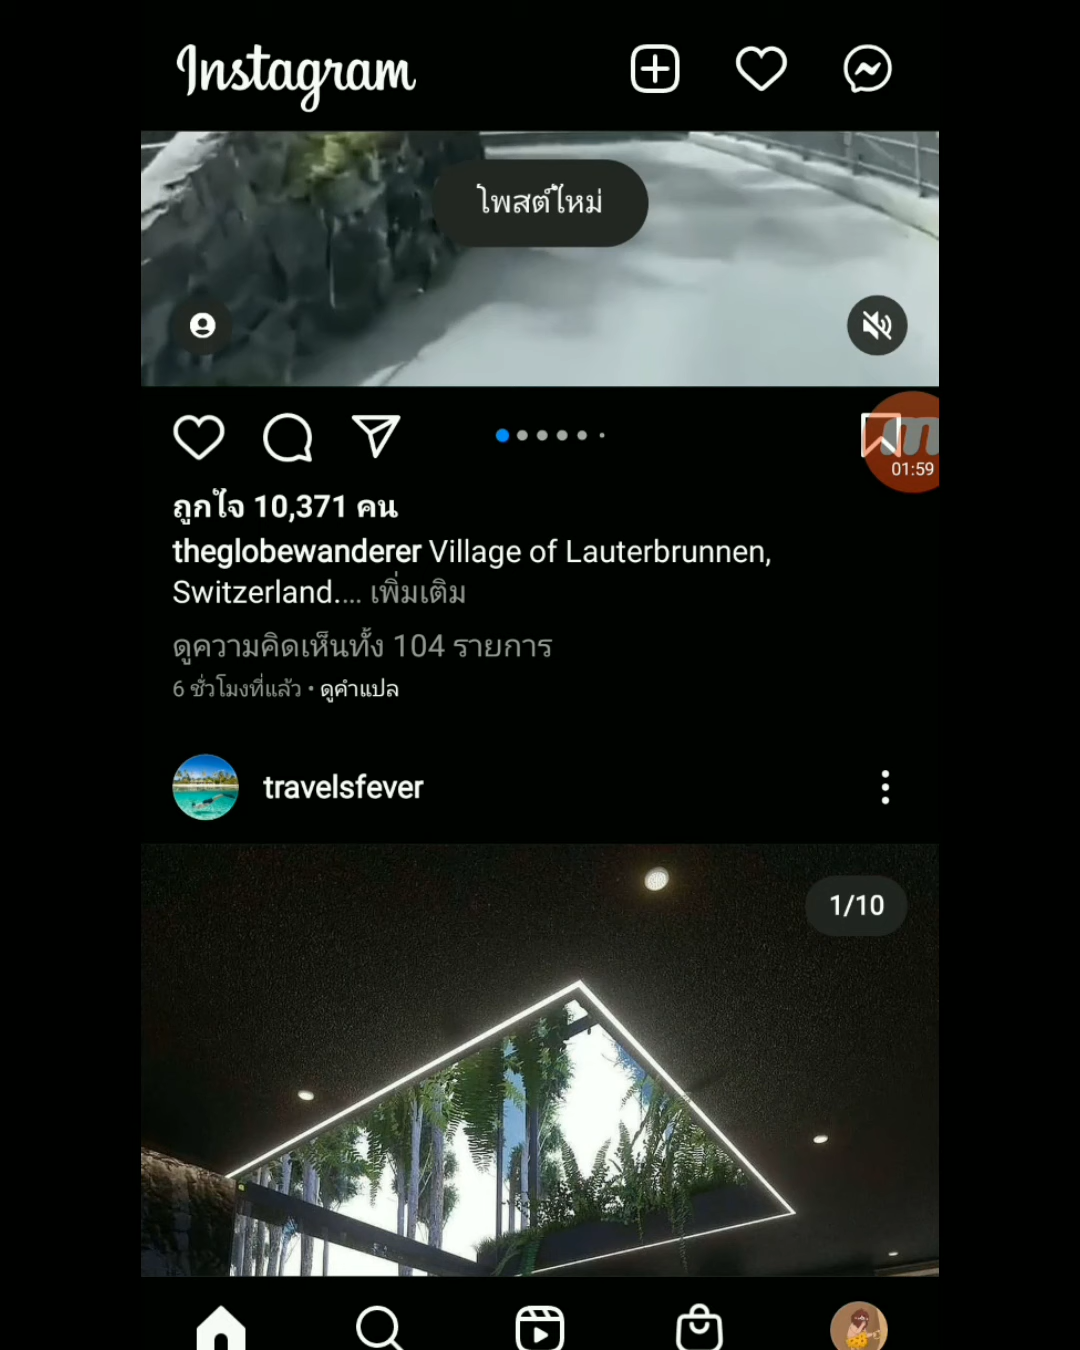 Instagram
โพสต์ใหม่
m
01:59
ถูกใจ 10,371 คน
theglobewanderer Village of Lauterbrunnen,
Switzerland.... เพิ่มเติม
ดูความคิดเห็นทั้ง 104 รายการ
6 ชั่วโมงที่แล้ว • ดูคำแปล
travelsfever
1/10